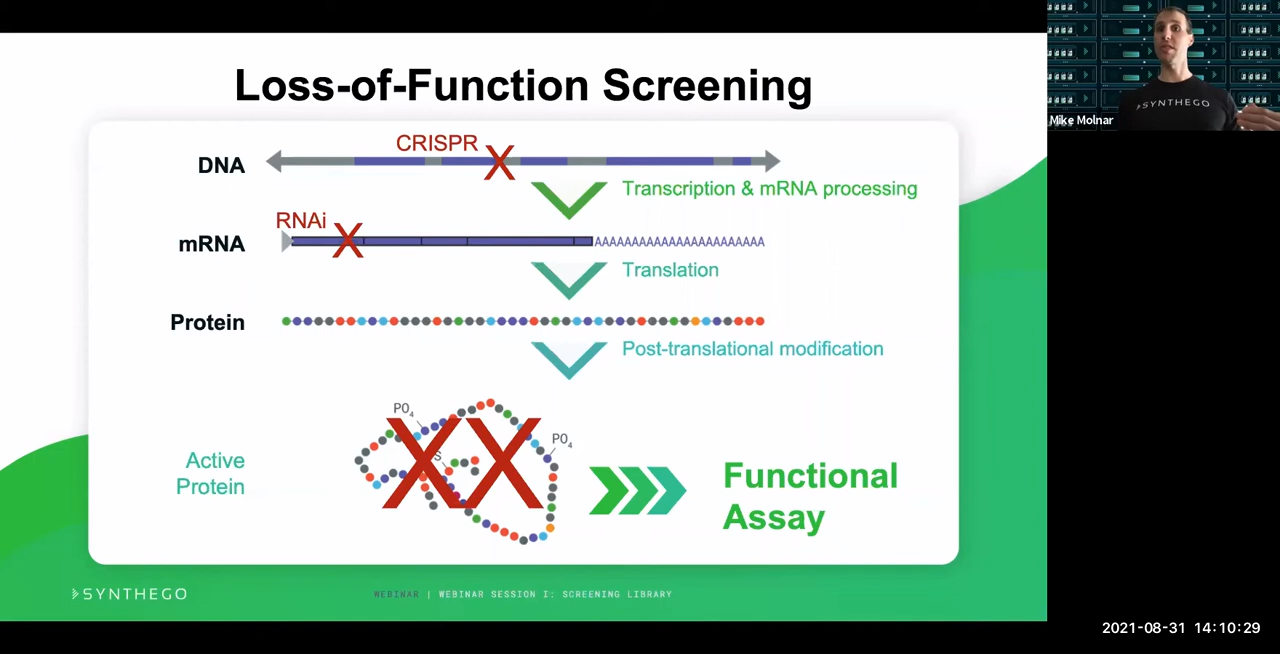 Loss-of-Function Screening
CRISPR
DNA
Transcription & mRNA processing
RNAi
mRNA
AAAAAAAAAAAAAAAAAAAAAAA
Translation
Protein
Post-translational modification
PO4
PO4
S
Active
Protein
Functional
Assay
SYNTHEGO
WEBINAR | WEBINAR SESSION I: SCREENING LIBRARY
SYNTHEGO
Mike Molnar
2021-08-31 14:10:29